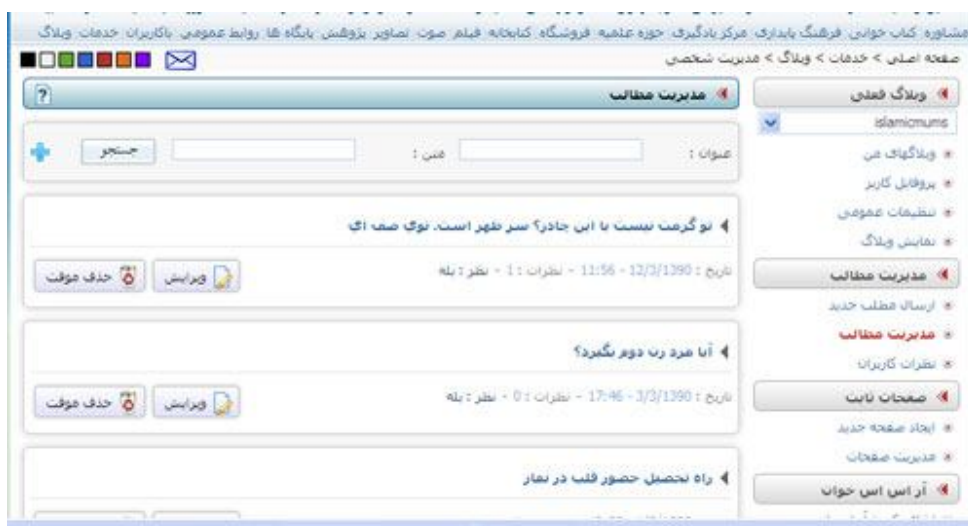 مشاوره کتاب خوانی فرهنگ پایداری مرکز یادگیری حوزه علمیه فروشگاه کتابخانه فیلم صوت تصاویر پژوهش پایگاه ها روابط عمومی باکاربران خدمات وبلاگ
صفحه اصلی > خدمات > وبلاگ > مدیریت شخصی
وبلاگ فعلی
islamicnums
وبلاگهای من
پروفایل کاربر
تنظیمات عمومی
نمایش وبلاگ
مدیریت مطالب
ارسال مطلب جدید
مدیریت مطالب
نظرات کاربران
صفحات ثابت
ایجاد صفحه جدید
مدیریت صفحات
آر اس اس خوان
مدیریت مطالب
?
عنوان :
متن :
جستجو
تو گرمت نیست با این چادر؟ سر ظهر است. توی صف ای
تاریخ : 12/3/1390 - 11:56 - نظرات : 1 - نظر : بله
ویرایش
حذف موقت
آیا مرد زن دوم بگیرد؟
تاریخ : 3/3/1390 - 17:46 - نظرات : 0 - نظر : بله
ویرایش
حذف موقت
راه تحصیل حضور قلب در نماز